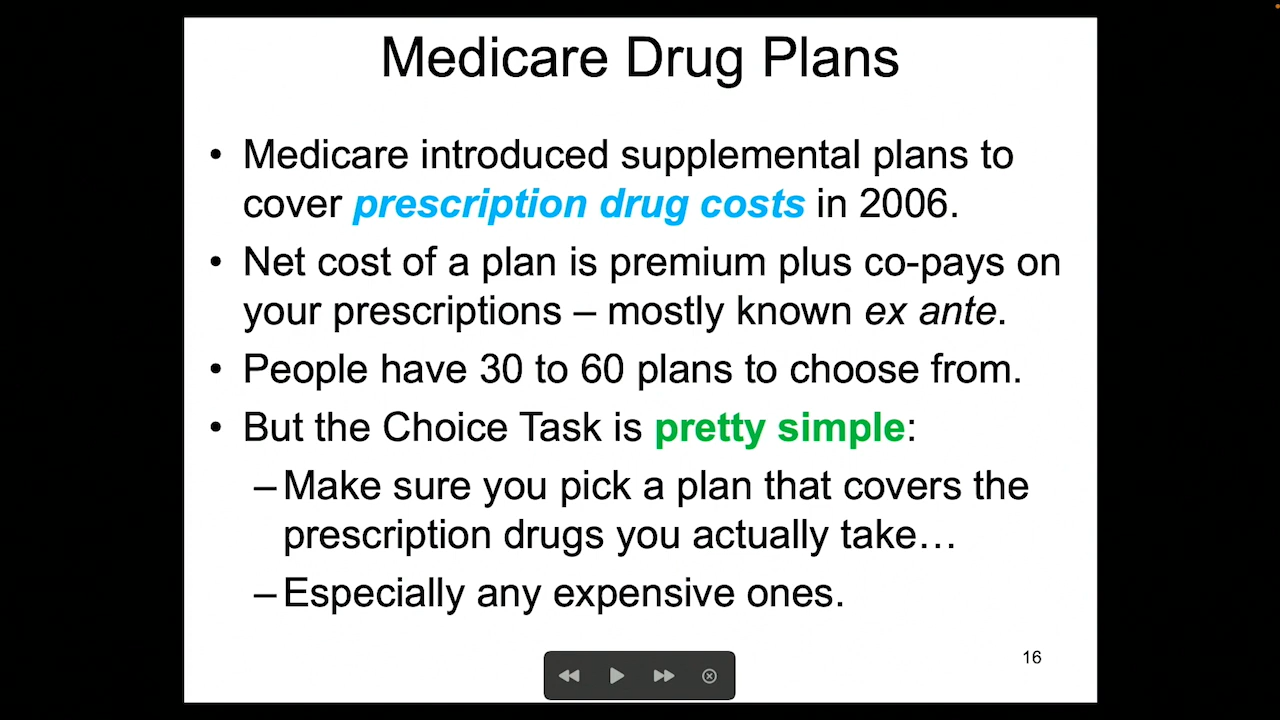 Medicare Drug Plans
• Medicare introduced supplemental plans to
cover prescription drug costs in 2006.
• Net cost of a plan is premium plus co-pays on
your prescriptions – mostly known ex ante.
• People have 30 to 60 plans to choose from.
• But the Choice Task is pretty simple:
– Make sure you pick a plan that covers the
prescription drugs you actually take…
– Especially any expensive ones.
16